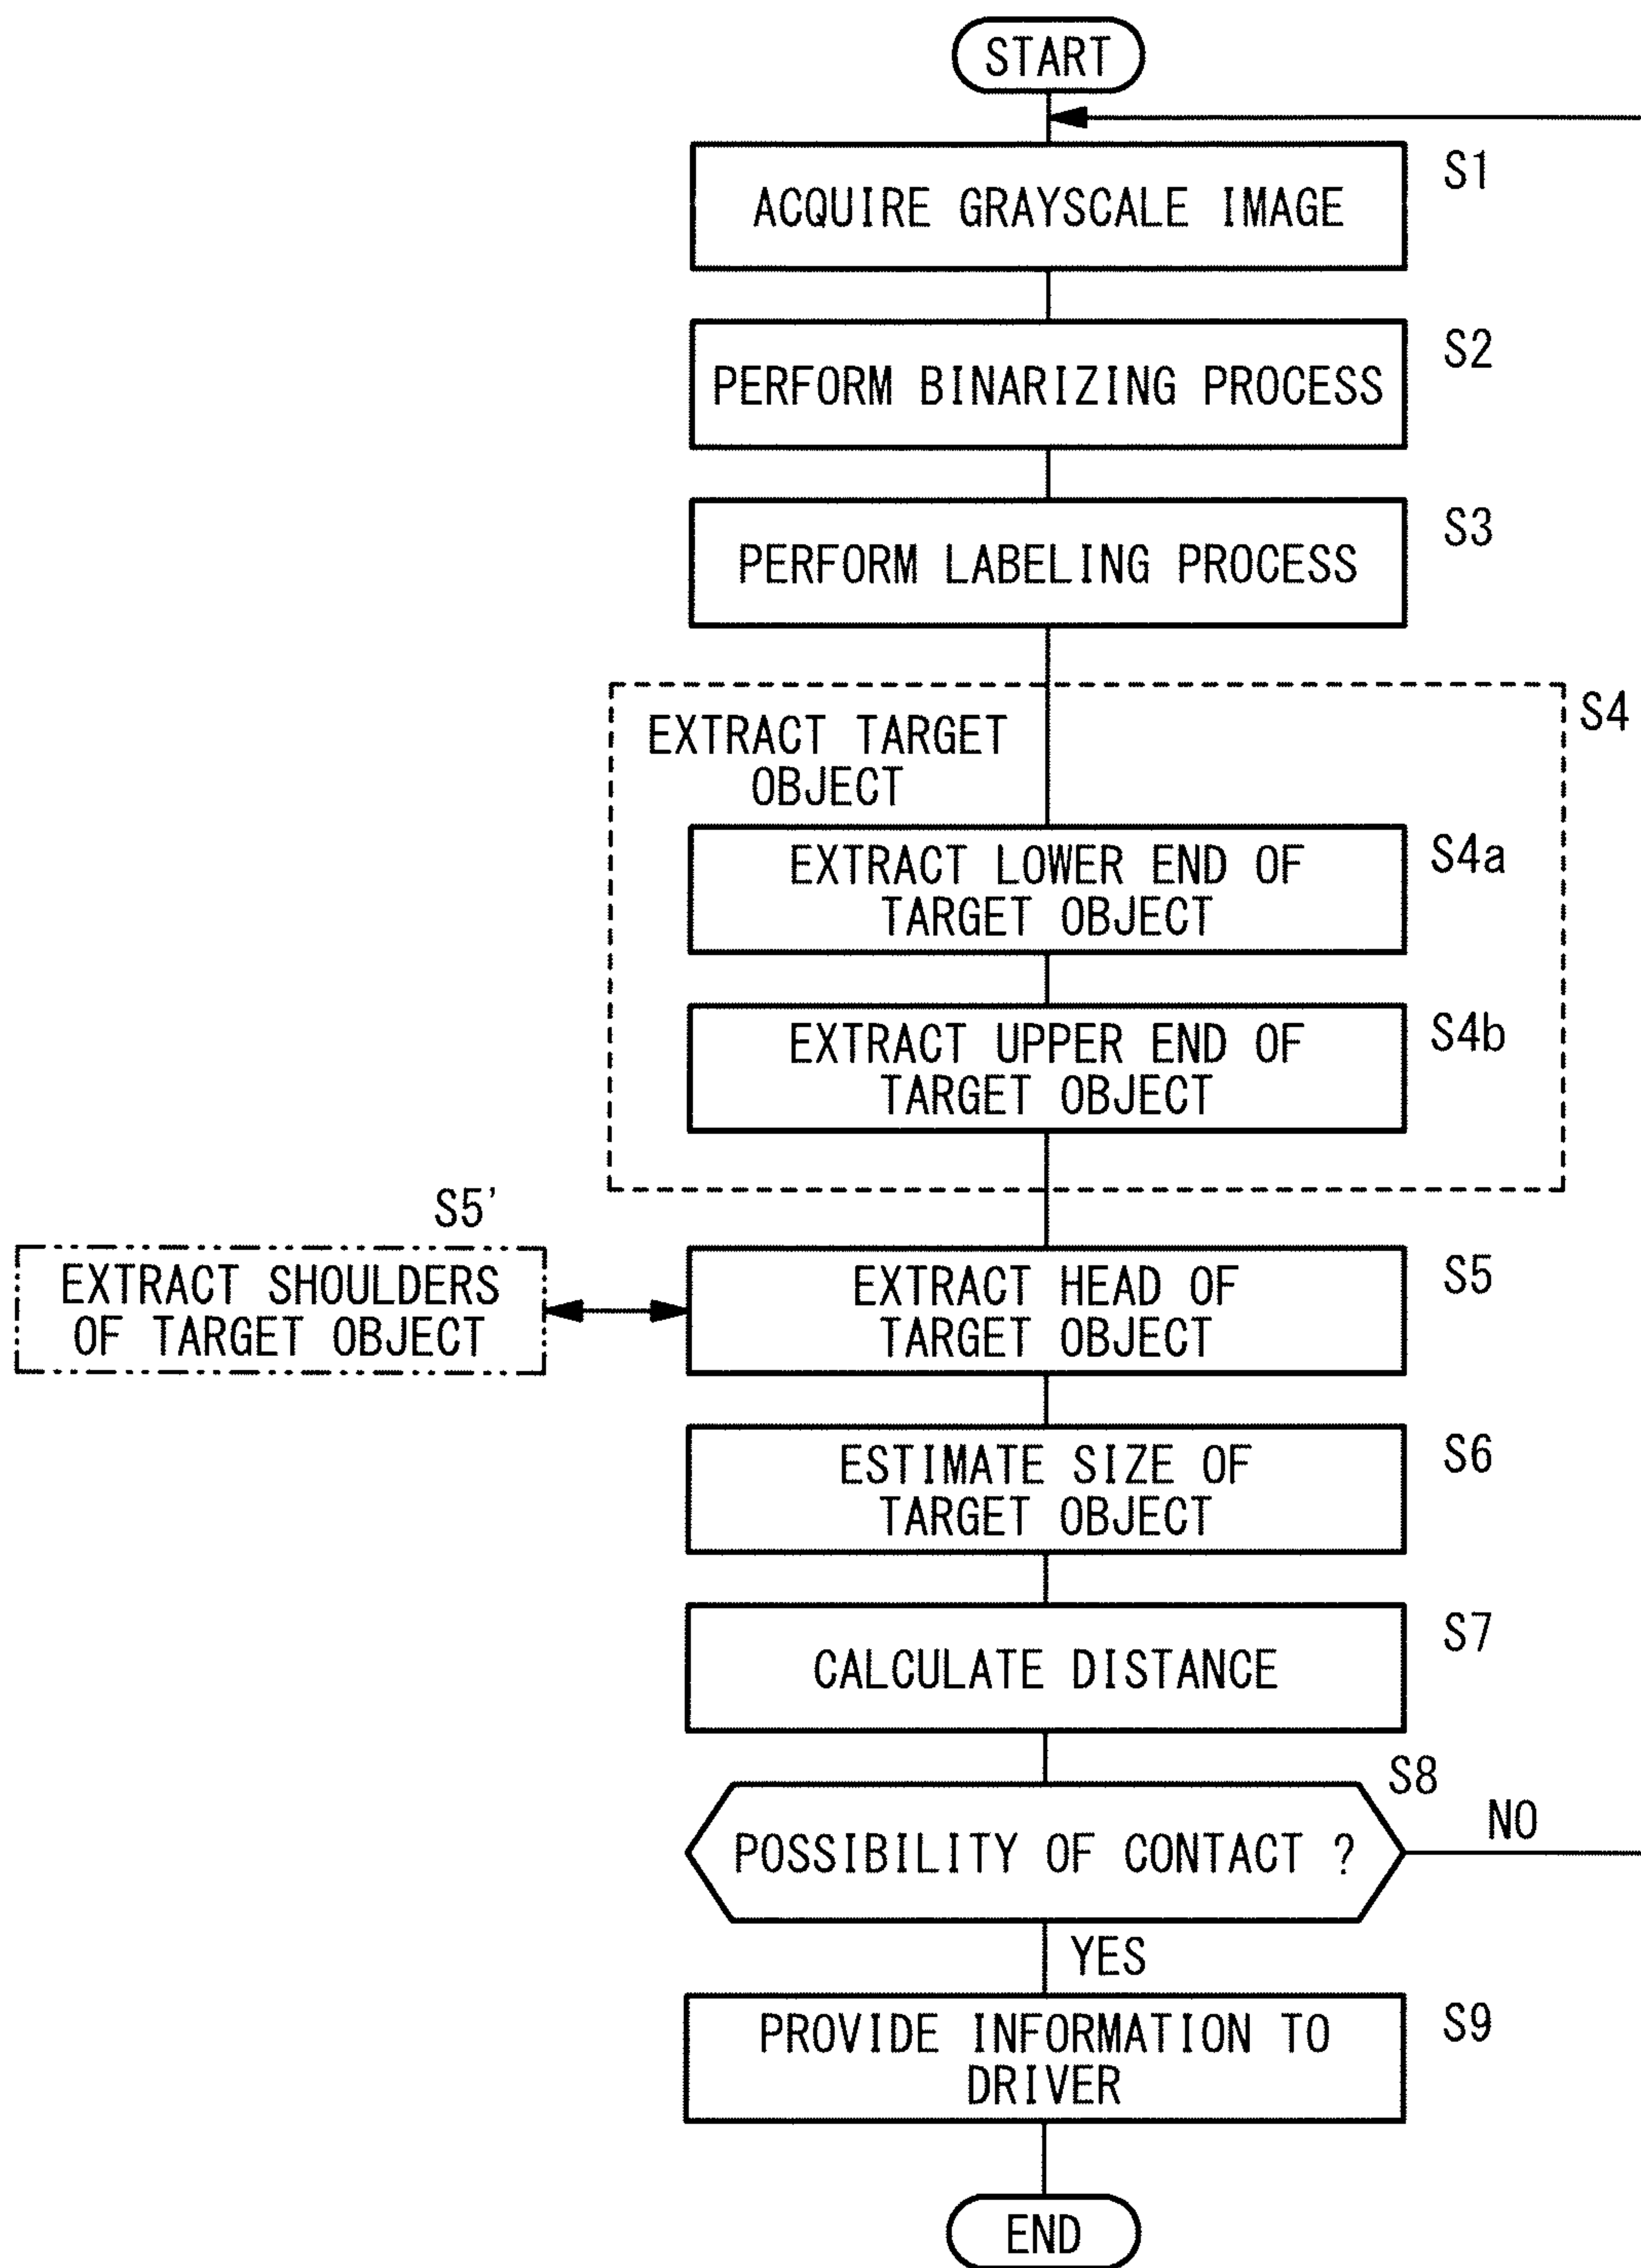 START
S1
ACQUIRE GRAYSCALE IMAGE
S2
PERFORM BINARIZING PROCESS
S3
PERFORM LABELING PROCESS
S4
EXTRACT TARGET
OBJECT
S4a
EXTRACT LOWER END OF
TARGET OBJECT
S4b
EXTRACT UPPER END OF
TARGET OBJECT
S5'
EXTRACT SHOULDERS
OF TARGET OBJECT
S5
EXTRACT HEAD OF
TARGET OBJECT
S6
ESTIMATE SIZE OF
TARGET OBJECT
S7
CALCULATE DISTANCE
S8
POSSIBILITY OF CONTACT ?
NO
YES
S9
PROVIDE INFORMATION TO
DRIVER
END